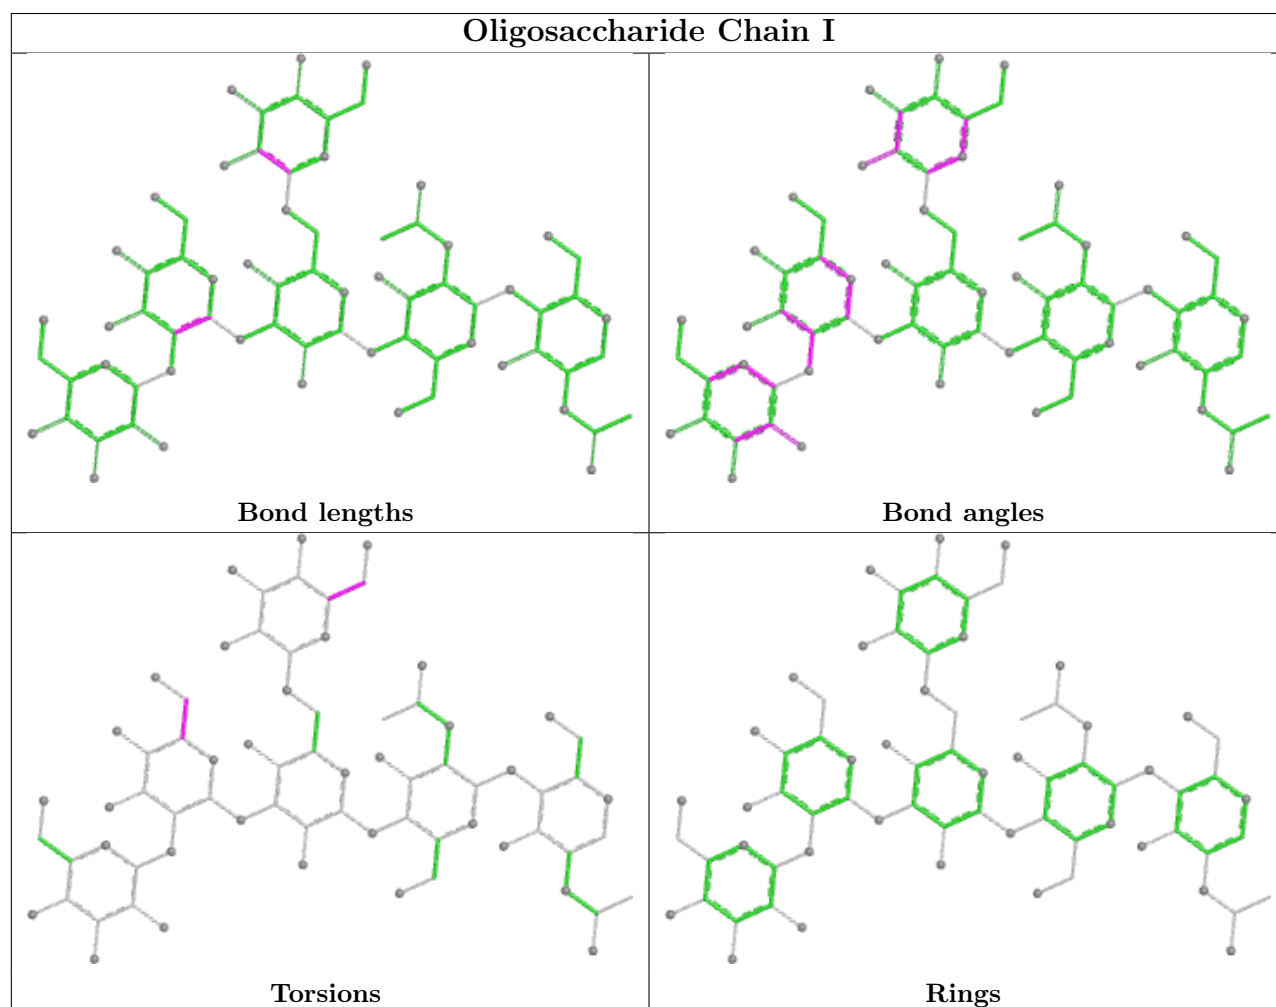 Oligosaccharide Chain I
Bond lengths
Bond angles
Torsions
Rings